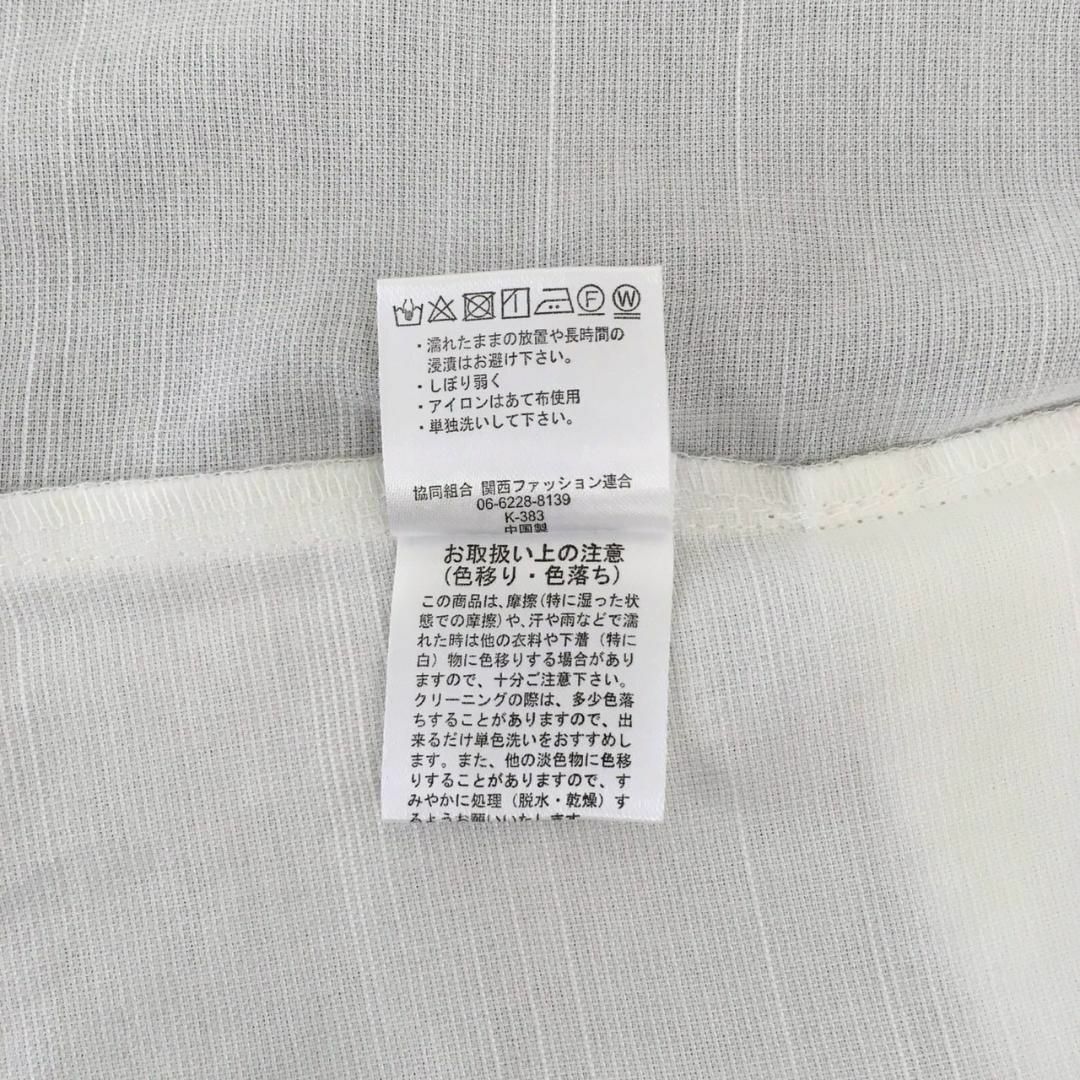 F W
・濡れたままの放置や長時間の
浸漬はお避け下さい。
・しぼり弱く
・アイロンはあて布使用
・単独洗いして下さい。
協同組合 関西ファッション連合
06-6228-8139
K-383
中国製
お取扱い上の注意
(色移り・色落ち)
この商品は、摩擦(特に湿った状
態での摩擦)や、汗や雨などで濡
れた時は他の衣料や下着(特に
白)物に色移りする場合があり
ますので、十分ご注意下さい。
クリーニングの際は、多少色落
ちすることがありますので、出
来るだけ単色洗いをおすすめし
ます。また、他の淡色物に色移
りすることがありますので、す
みやかに処理(脱水・乾燥)す
るようお願いいたします。